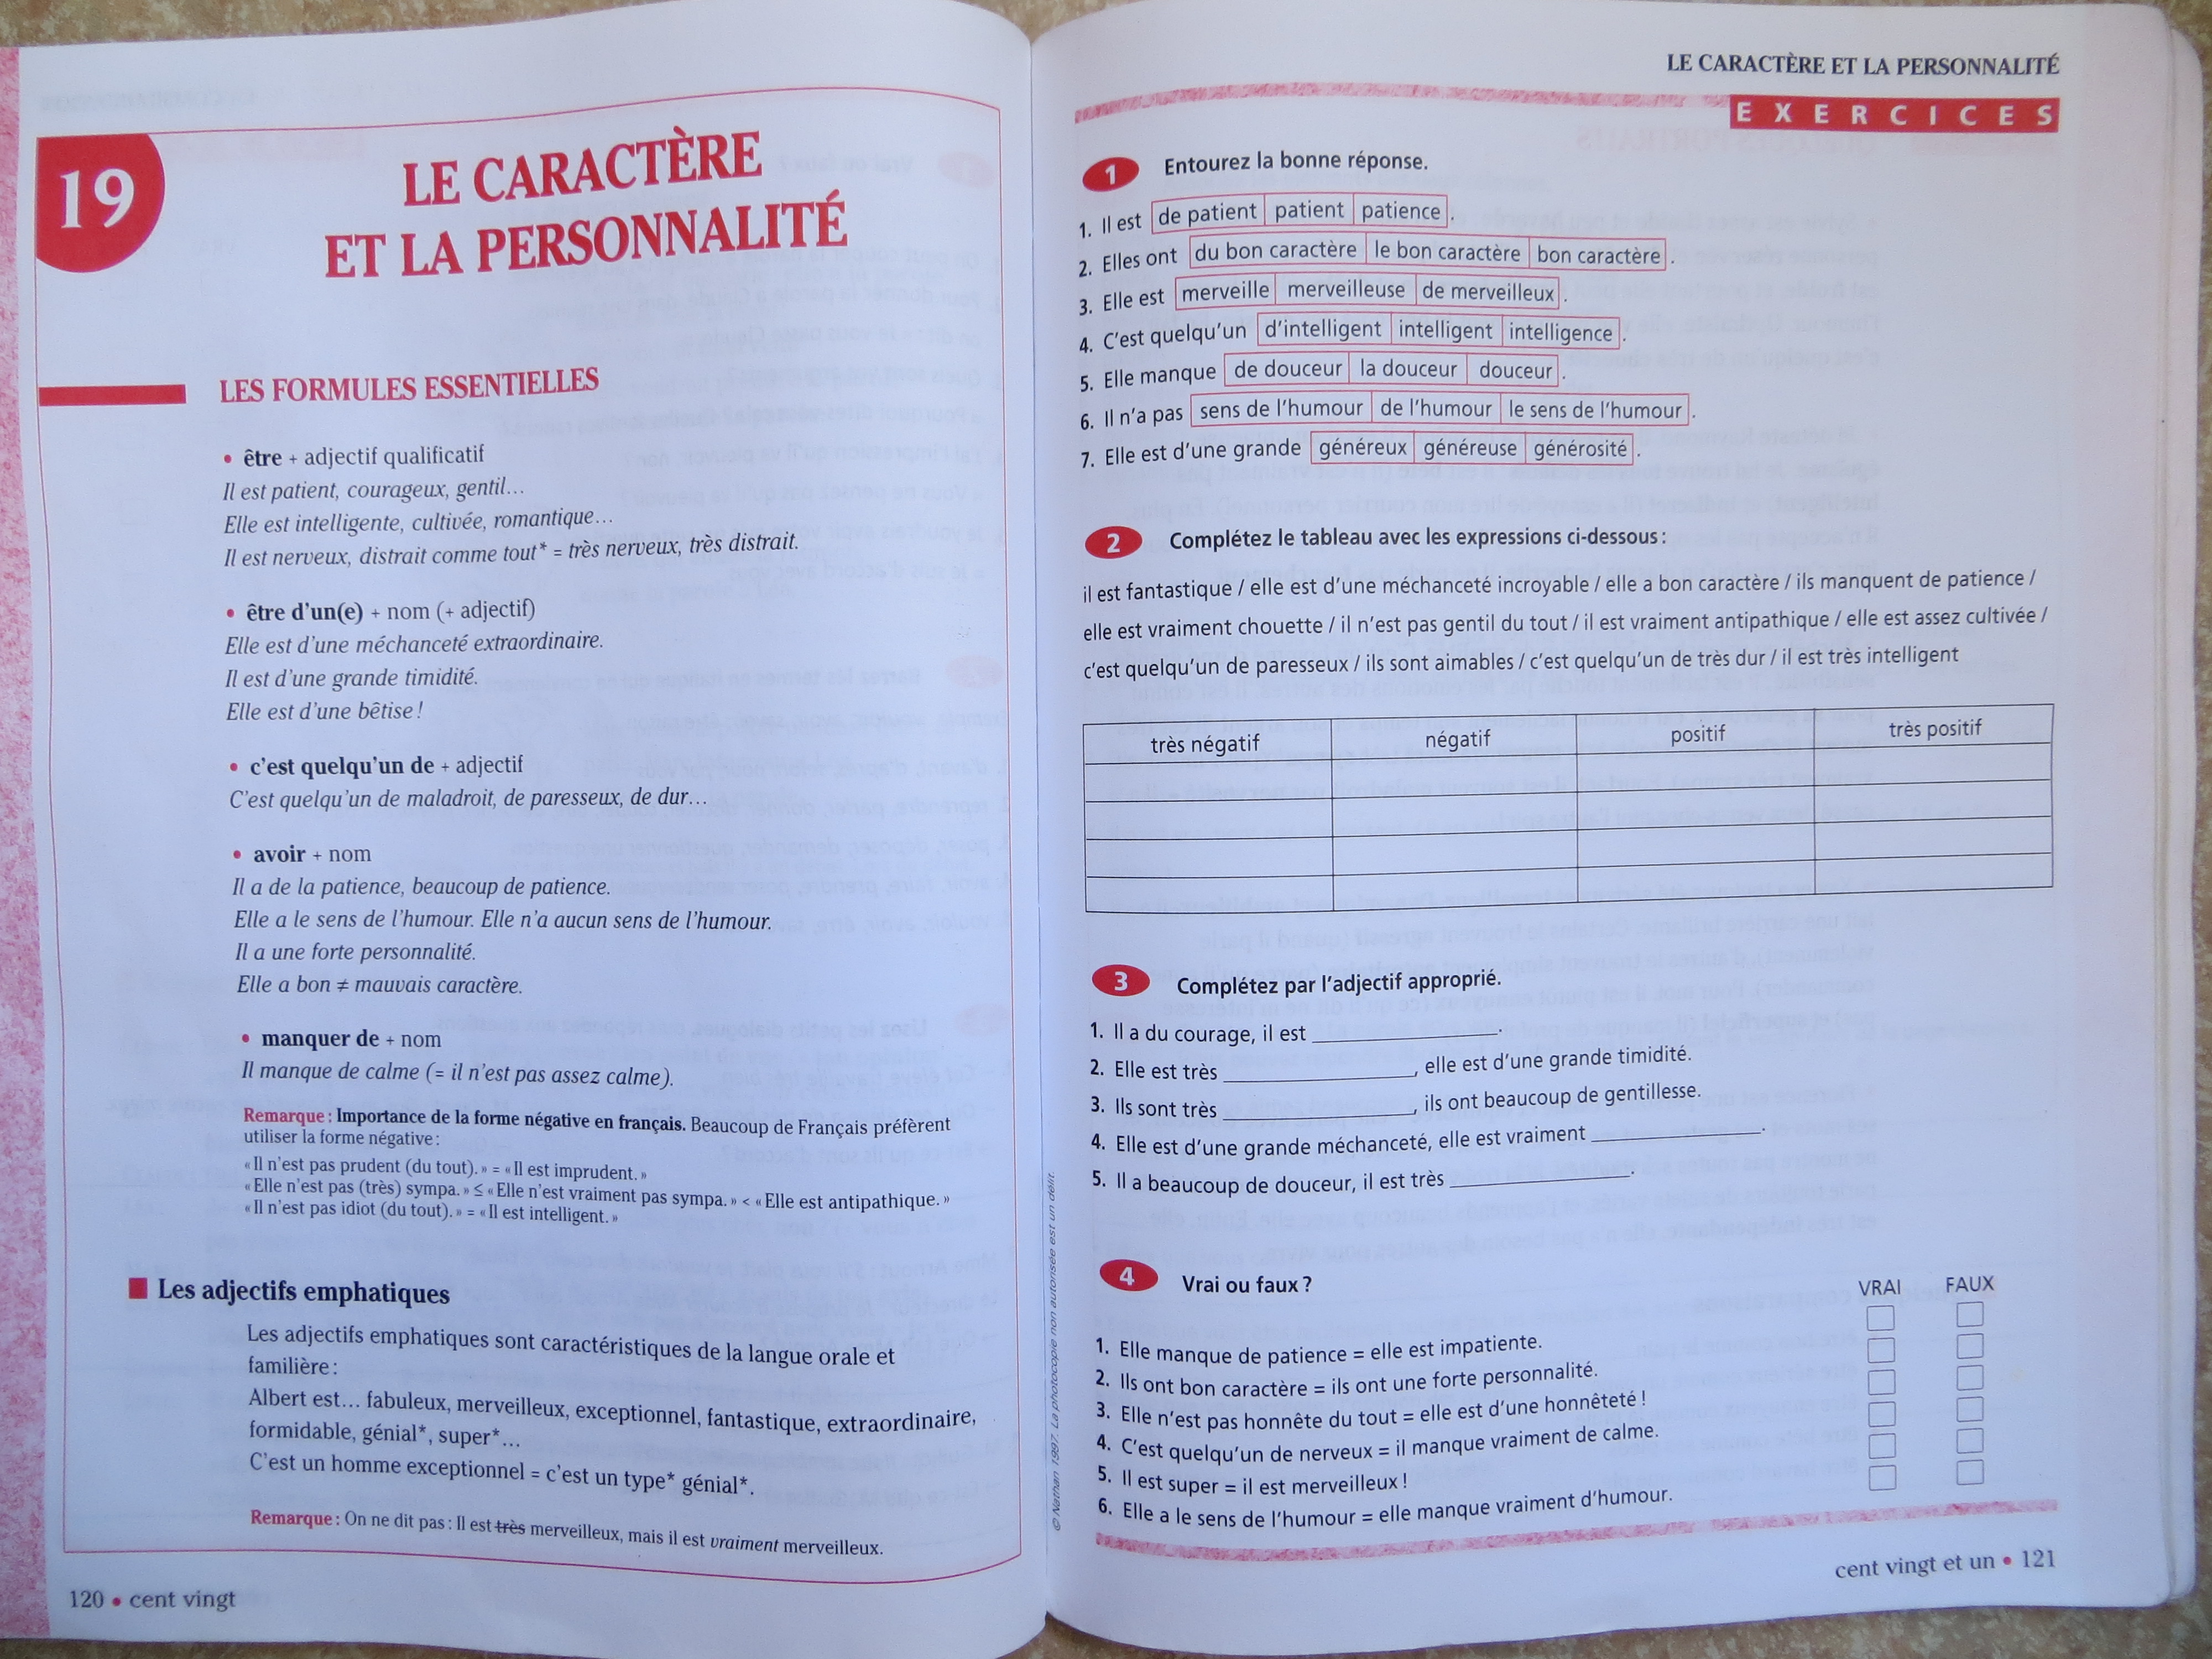 19
LE CARACTÈRE
ET LA PERSONNALITÉ
LES FORMULES ESSENTIELLES
• être + adjectif qualificatif
Il est patient, courageux, gentil...
Elle est intelligente, cultivée, romantique...
Il est nerveux, distrait comme tout* = très nerveux, très distrait.
• être d'un(e) + nom (+ adjectif)
Elle est d'une méchanceté extraordinaire.
Il est d'une grande timidité.
Elle est d'une bêtise !
• c'est quelqu'un de + adjectif
C'est quelqu'un de maladroit, de paresseux, de dur...
• avoir + nom
Il a de la patience, beaucoup de patience.
Elle a le sens de l'humour. Elle n'a aucun sens de l'humour.
Il a une forte personnalité.
Elle a bon ≠ mauvais caractère.
• manquer de + nom
Il manque de calme (= il n'est pas assez calme).
Remarque : Importance de la forme négative en français. Beaucoup de Français préfèrent
utiliser la forme négative :
« Il n'est pas prudent (du tout). » = « Il est imprudent. »
« Elle n'est pas (très) sympa. » ≤ « Elle n'est vraiment pas sympa. » < « Elle est antipathique. »
« Il n'est pas idiot (du tout). » = « Il est intelligent. »
Les adjectifs emphatiques
Les adjectifs emphatiques sont caractéristiques de la langue orale et
familière :
Albert est... fabuleux, merveilleux, exceptionnel, fantastique, extraordinaire,
formidable, génial*, super*...
C'est un homme exceptionnel = c'est un type* génial*.
Remarque : On ne dit pas : Il est très merveilleux, mais il est vraiment merveilleux.
120 • cent vingt
LE CARACTÈRE ET LA PERSONNALITÉ
EXERCICES
1 Entourez la bonne réponse.
1. Il est de patient patient patience .
2. Elles ont du bon caractère le bon caractère bon caractère .
3. Elle est merveille merveilleuse de merveilleux .
4. C'est quelqu'un d'intelligent intelligent intelligence .
5. Elle manque de douceur la douceur douceur .
6. Il n'a pas sens de l'humour de l'humour le sens de l'humour .
7. Elle est d'une grande généreux généreuse générosité .
2 Complétez le tableau avec les expressions ci-dessous :
il est fantastique / elle est d'une méchanceté incroyable / elle a bon caractère / ils manquent de patience /
elle est vraiment chouette / il n'est pas gentil du tout / il est vraiment antipathique / elle est assez cultivée /
c'est quelqu'un de paresseux / ils sont aimables / c'est quelqu'un de très dur / il est très intelligent
très négatif négatif positif très positif
3 Complétez par l'adjectif approprié.
1. Il a du courage, il est ____________.
2. Elle est très ____________, elle est d'une grande timidité.
3. Ils sont très ____________, ils ont beaucoup de gentillesse.
4. Elle est d'une grande méchanceté, elle est vraiment ____________.
5. Il a beaucoup de douceur, il est très ____________.
4 Vrai ou faux ?
VRAI FAUX
1. Elle manque de patience = elle est impatiente.
2. Ils ont bon caractère = ils ont une forte personnalité.
3. Elle n'est pas honnête du tout = elle est d'une honnêteté !
4. C'est quelqu'un de nerveux = il manque vraiment de calme.
5. Il est super = il est merveilleux !
6. Elle a le sens de l'humour = elle manque vraiment d'humour.
© Nathan 1997. La photocopie non autorisée est un délit.
cent vingt et un • 121